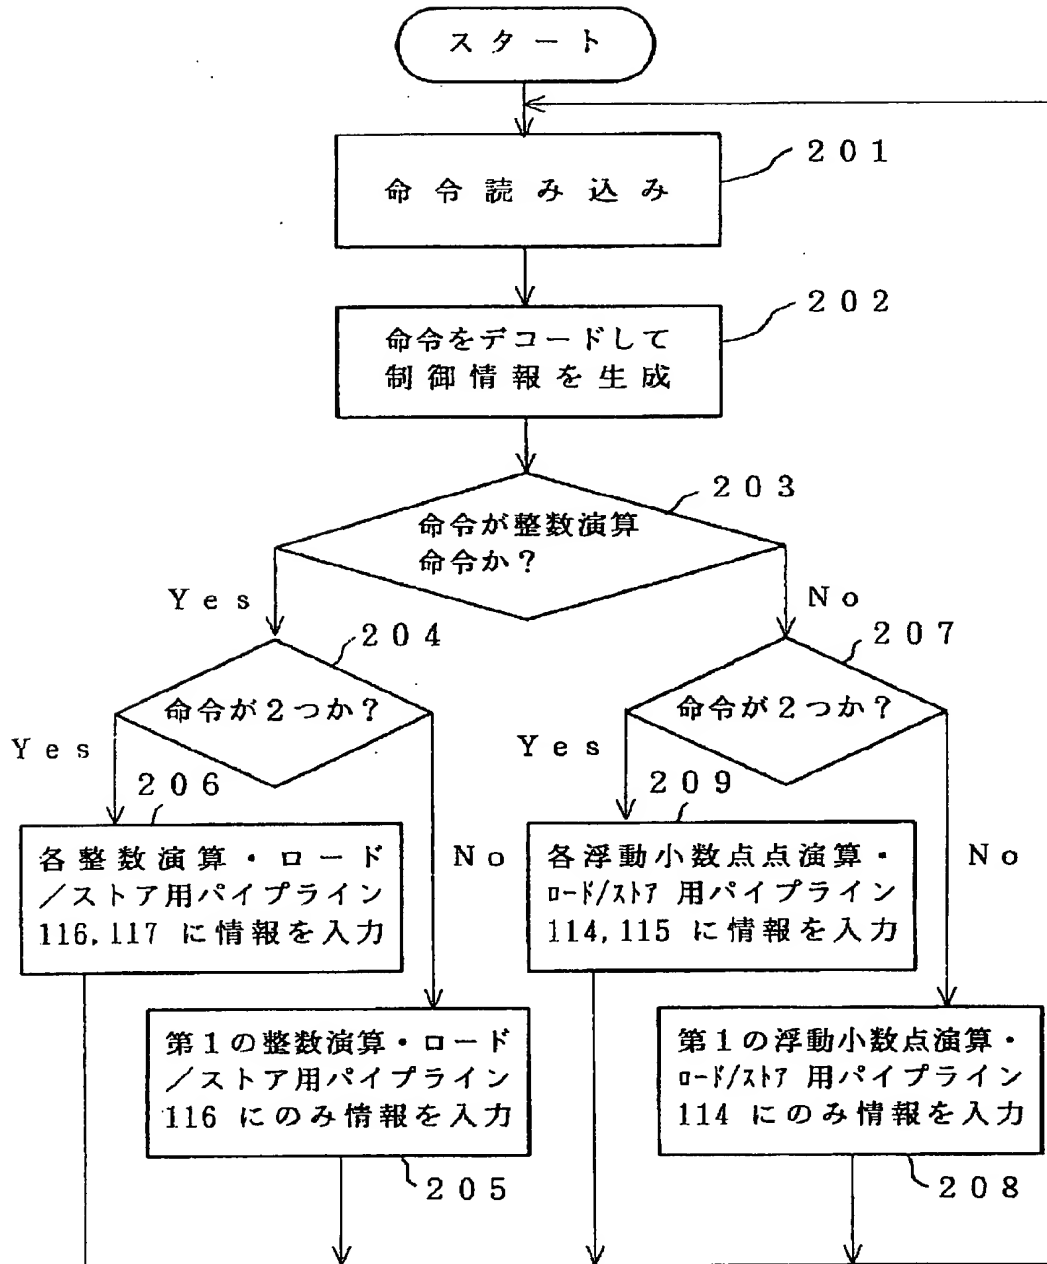 スタート
201
命令読み込み
202
命令をデコードして
制御情報を生成
203
命令が整数演算
命令か？
Yes
No
204
207
命令が2つか？
命令が2つか？
Yes
Yes
206
209
各整数演算・ロード
／ストア用パイプライン
116,117 に情報を入力
No
各浮動小数点点演算・
ﾛｰﾄﾞ/ｽﾄｱ 用パイプライン
114,115 に情報を入力
No
第1の整数演算・ロード
／ストア用パイプライン
116 にのみ情報を入力
第1の浮動小数点演算・
ﾛｰﾄﾞ/ｽﾄｱ 用パイプライン
114 にのみ情報を入力
205
208